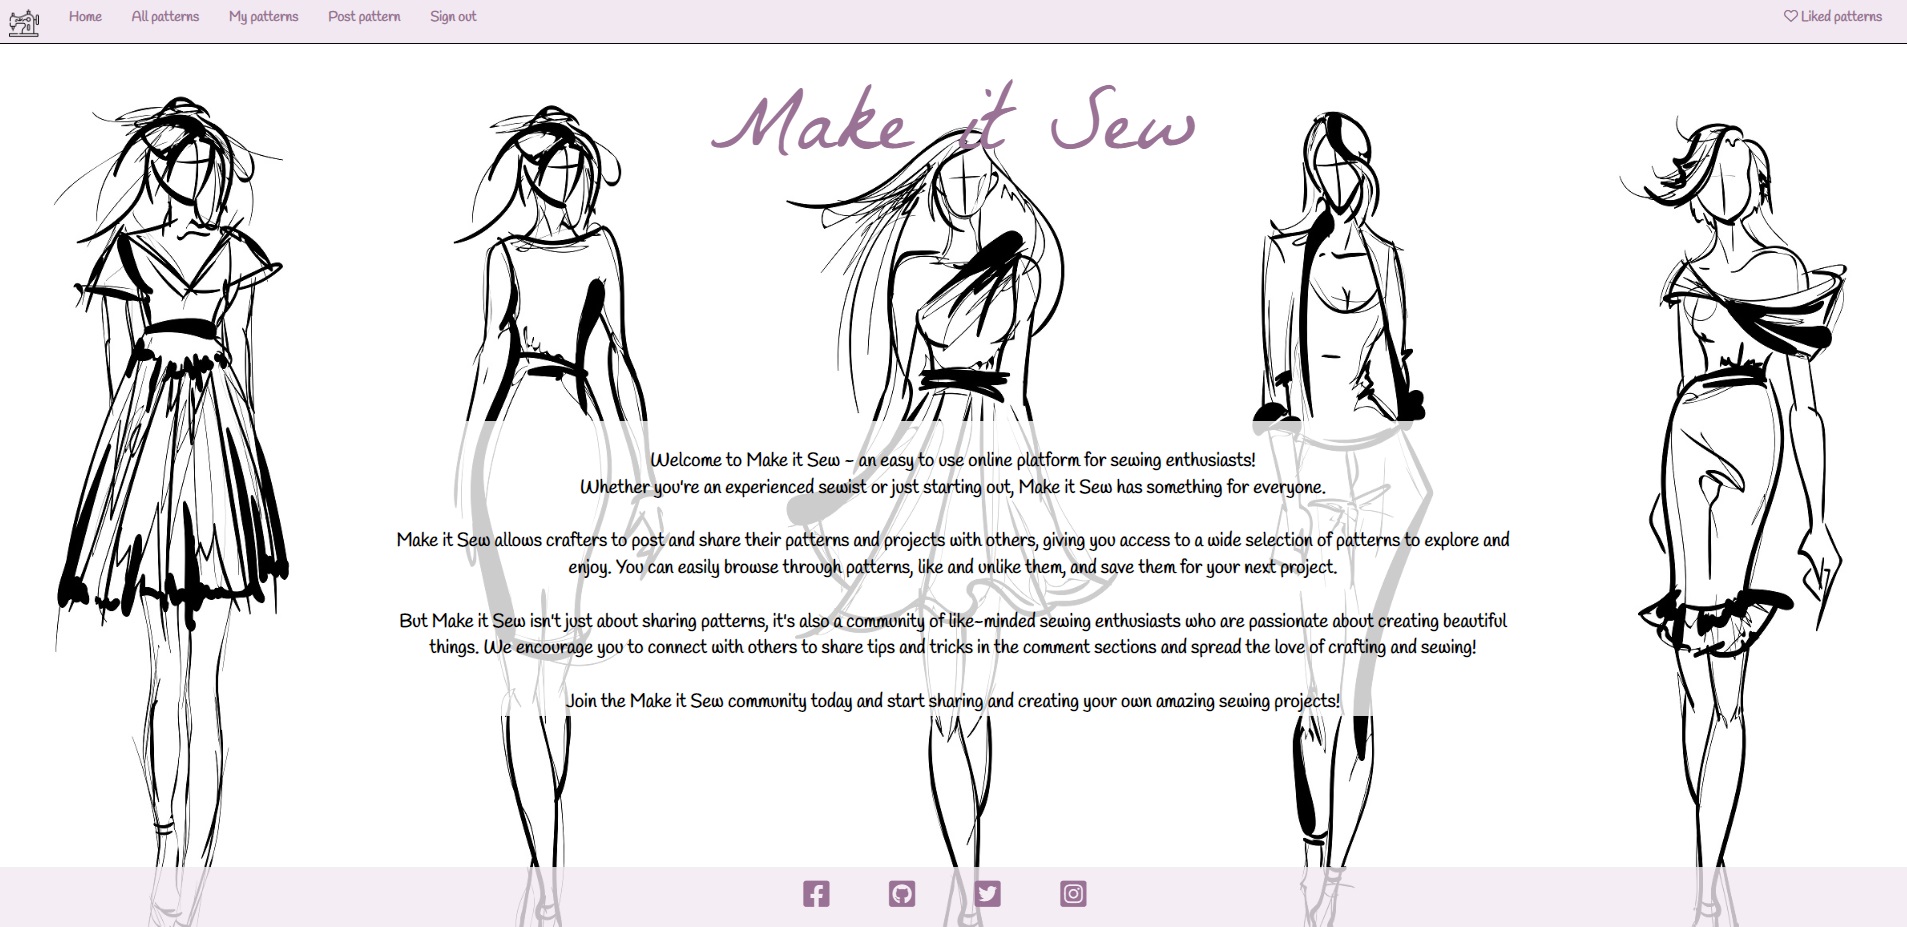 Home All patterns My patterns Post pattern Sign out Liked patterns
Make it Sew
Welcome to Make it Sew - an easy to use online platform for sewing enthusiasts!
Whether you're an experienced sewist or just starting out, Make it Sew has something for everyone.
Make it Sew allows crafters to post and share their patterns and projects with others, giving you access to a wide selection of patterns to explore and
enjoy. You can easily browse through patterns, like and unlike them, and save them for your next project.
But Make it Sew isn't just about sharing patterns, it's also a community of like-minded sewing enthusiasts who are passionate about creating beautiful
things. We encourage you to connect with others to share tips and tricks in the comment sections and spread the love of crafting and sewing!
Join the Make it Sew community today and start sharing and creating your own amazing sewing projects!